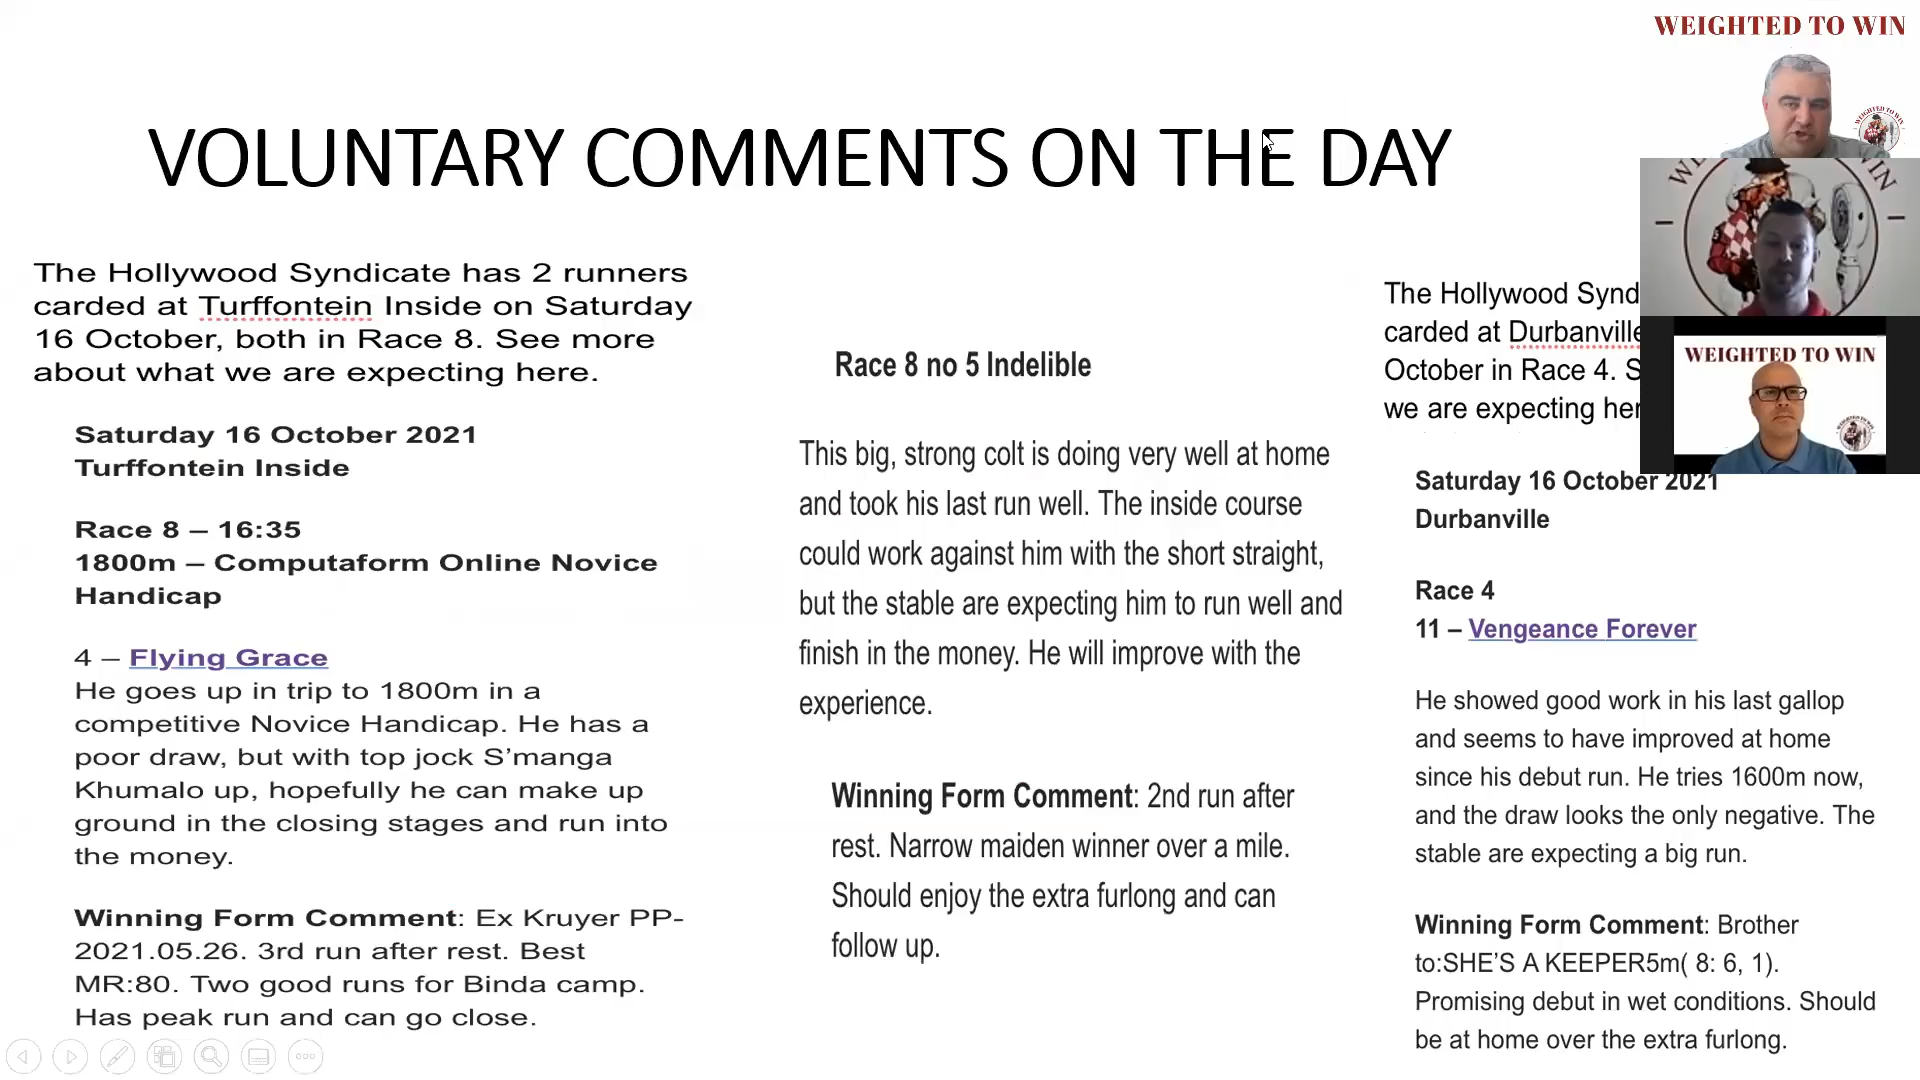 WEIGHTED TO WIN
VOLUNTARY COMMENTS ON THE DAY
The Hollywood Syndicate has 2 runners
carded at Turffontein Inside on Saturday
16 October, both in Race 8. See more
about what we are expecting here.
Saturday 16 October 2021
Turffontein Inside
Race 8 – 16:35
1800m – Computaform Online Novice
Handicap
4 – Flying Grace
He goes up in trip to 1800m in a
competitive Novice Handicap. He has a
poor draw, but with top jock S’manga
Khumalo up, hopefully he can make up
ground in the closing stages and run into
the money.
Winning Form Comment: Ex Kruyer PP-
2021.05.26. 3rd run after rest. Best
MR:80. Two good runs for Binda camp.
Has peak run and can go close.
Race 8 no 5 Indelible
This big, strong colt is doing very well at home
and took his last run well. The inside course
could work against him with the short straight,
but the stable are expecting him to run well and
finish in the money. He will improve with the
experience.
Winning Form Comment: 2nd run after
rest. Narrow maiden winner over a mile.
Should enjoy the extra furlong and can
follow up.
The Hollywood Synd
carded at Durbanville
October in Race 4. S
we are expecting her
Saturday 16 October 2021
Durbanville
Race 4
11 – Vengeance Forever
He showed good work in his last gallop
and seems to have improved at home
since his debut run. He tries 1600m now,
and the draw looks the only negative. The
stable are expecting a big run.
Winning Form Comment: Brother
to:SHE’S A KEEPER5m( 8: 6, 1).
Promising debut in wet conditions. Should
be at home over the extra furlong.
WEIGHTED TO WIN